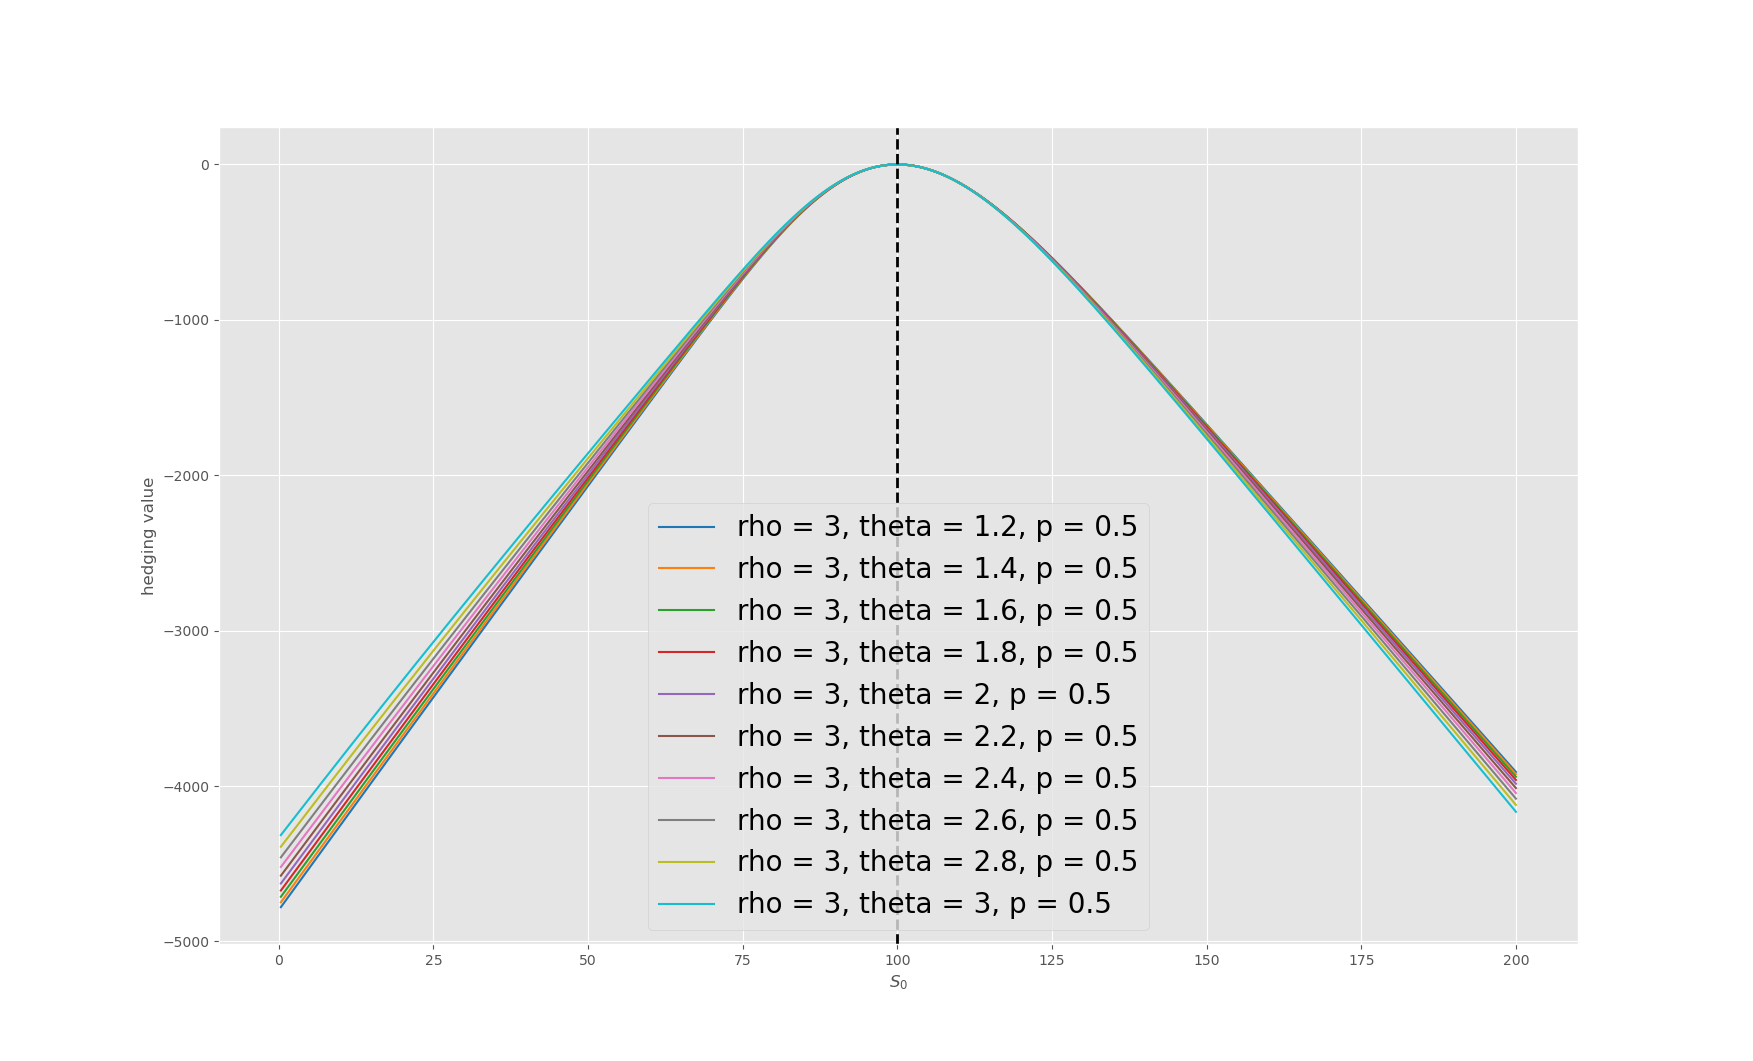 0
−1000
−2000
−3000
−4000
−5000
hedging value
rho = 3, theta = 1.2, p = 0.5
rho = 3, theta = 1.4, p = 0.5
rho = 3, theta = 1.6, p = 0.5
rho = 3, theta = 1.8, p = 0.5
rho = 3, theta = 2, p = 0.5
rho = 3, theta = 2.2, p = 0.5
rho = 3, theta = 2.4, p = 0.5
rho = 3, theta = 2.6, p = 0.5
rho = 3, theta = 2.8, p = 0.5
rho = 3, theta = 3, p = 0.5
0 25 50 75 100 125 150 175 200
S₀